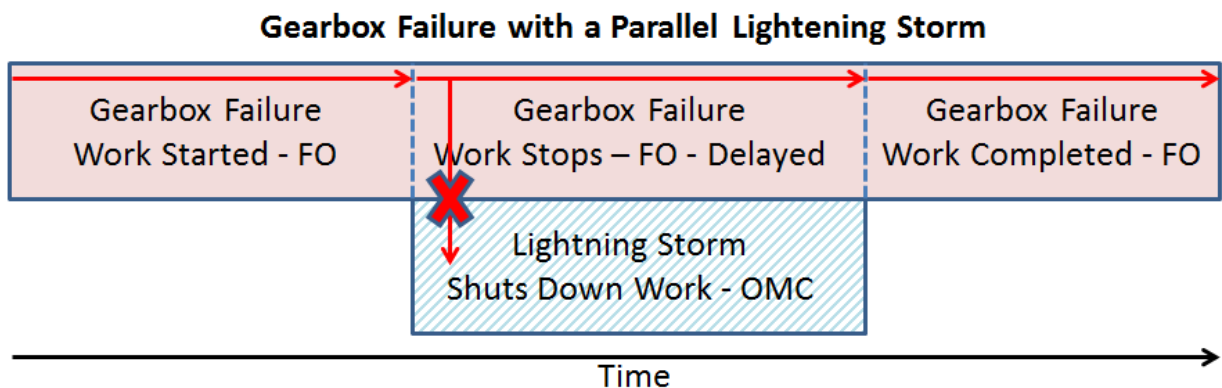 Gearbox Failure with a Parallel Lightening Storm
Gearbox Failure
Work Started - FO
Gearbox Failure
Work Stops – FO - Delayed
Gearbox Failure
Work Completed - FO
Lightning Storm
Shuts Down Work - OMC
Time